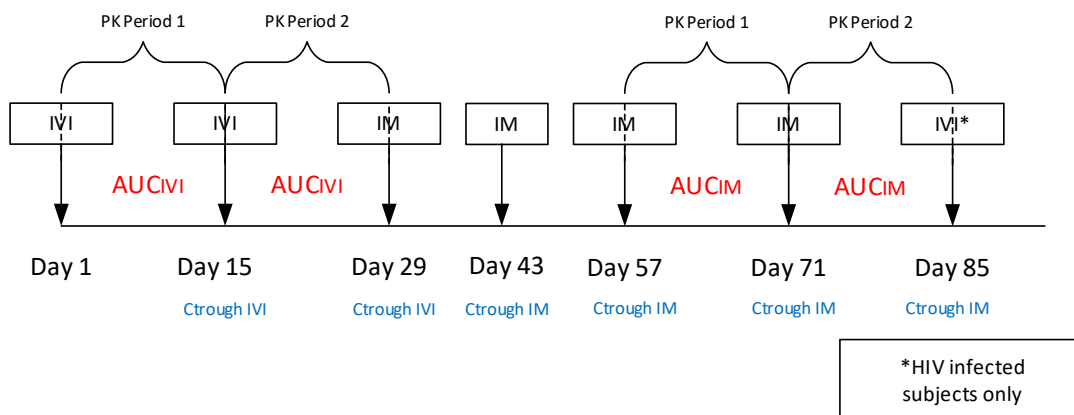 PK Period 1
PK Period 2
PK Period 1
PK Period 2
IVI
IVI
IM
IM
IM
IM
IVI*
AUCIVI
AUCIVI
AUCIM
AUCIM
Day 1
Day 15
Day 29
Day 43
Day 57
Day 71
Day 85
Ctrough IVI
Ctrough IVI
Ctrough IM
Ctrough IM
Ctrough IM
Ctrough IM
*HIV infected
subjects only